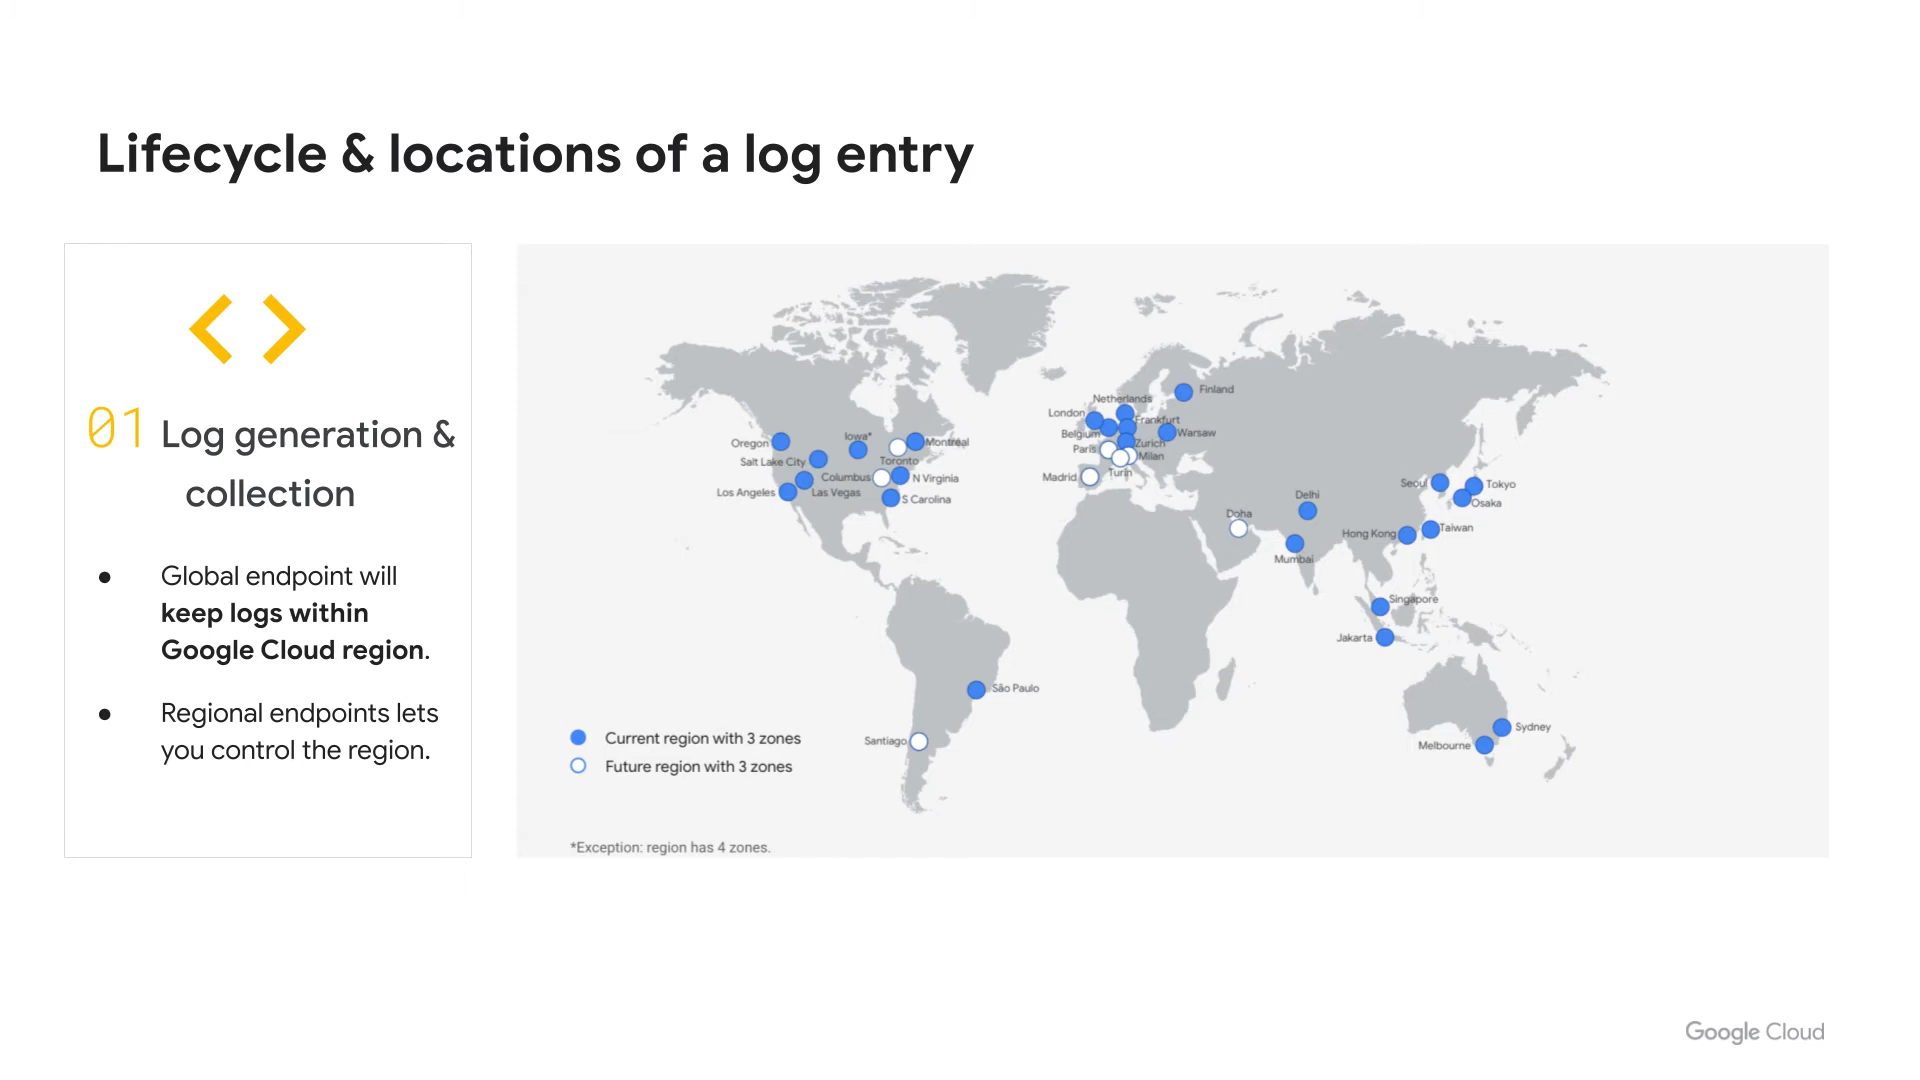 Lifecycle & locations of a log entry
01 Log generation &
collection
● Global endpoint will
keep logs within
Google Cloud region.
● Regional endpoints lets
you control the region.
Finland
Netherlands
London
Frankfurt
Belgium
Warsaw
Iowa*
Montréal
Oregon
Zurich
Paris
Milan
Salt Lake City
Toronto
Turin
Madrid
Columbus
N Virginia
Los Angeles
Las Vegas
S Carolina
Seoul
Tokyo
Osaka
Delhi
Doha
Taiwan
Hong Kong
Mumbai
Singapore
Jakarta
São Paulo
Sydney
Santiago
Melbourne
Current region with 3 zones
Future region with 3 zones
*Exception: region has 4 zones.
Google Cloud